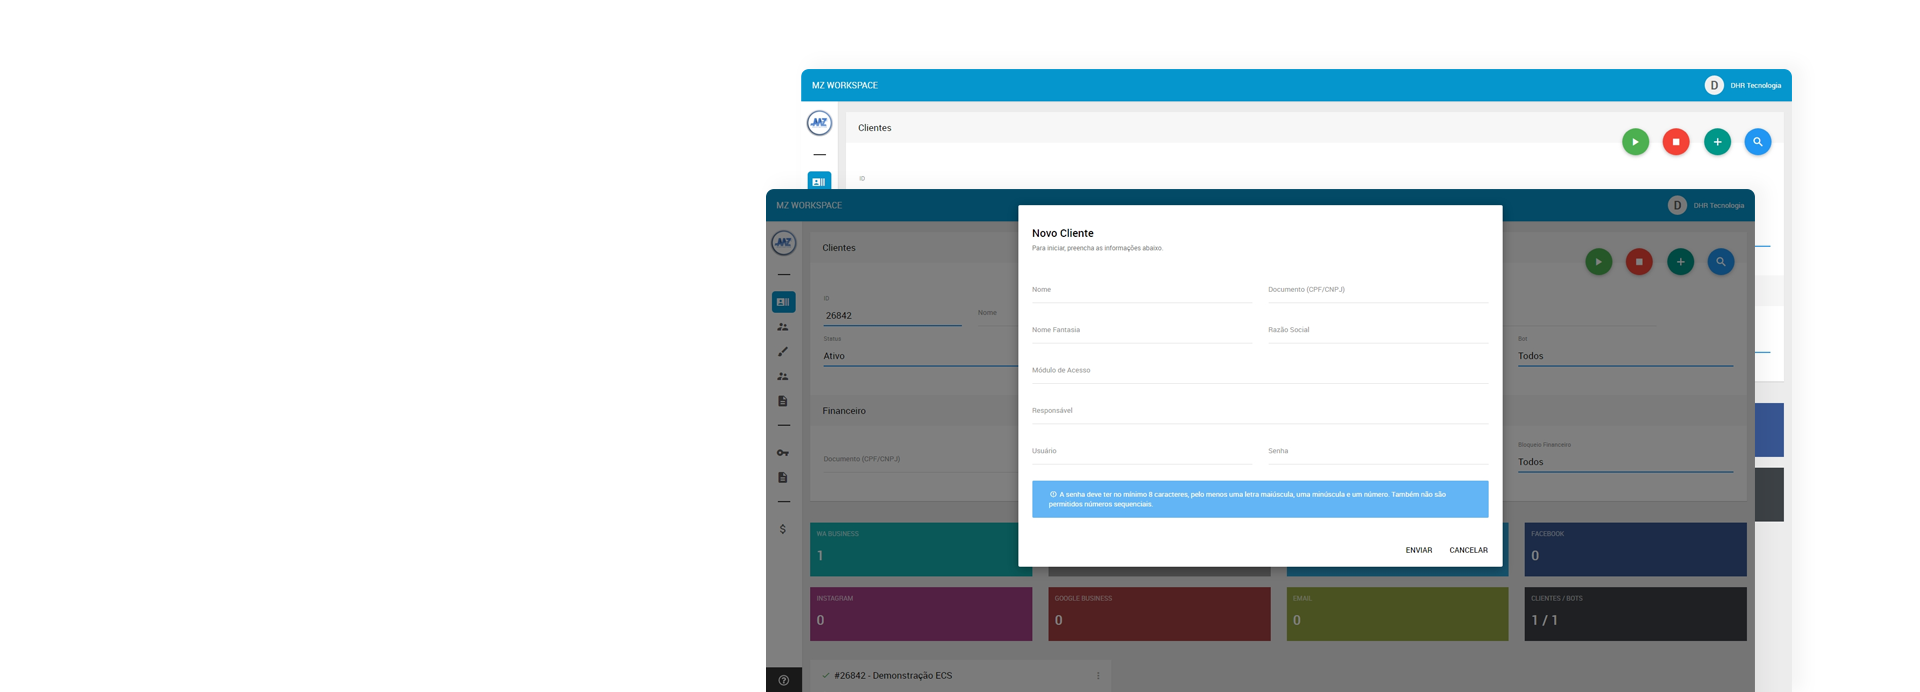 MZ WORKSPACE
D DHR Tecnologia
MZ
Clientes
ID
MZ WORKSPACE
D DHR Tecnologia
MZ
Clientes
ID
26842
Nome
Status
Ativo
Bot
Todos
Financeiro
Documento (CPF/CNPJ)
Bloqueio Financeiro
Todos
Novo Cliente
Para iniciar, preencha as informações abaixo.
Nome
Documento (CPF/CNPJ)
Nome Fantasia
Razão Social
Módulo de Acesso
Responsável
Usuário
Senha
A senha deve ter no mínimo 8 caracteres, pelo menos uma letra maiúscula, uma minúscula e um número. Também não são
permitidos números sequenciais.
ENVIAR CANCELAR
WA BUSINESS
1
FACEBOOK
0
INSTAGRAM
0
GOOGLE BUSINESS
0
EMAIL
0
CLIENTES / BOTS
1 / 1
#26842 - Demonstração ECS